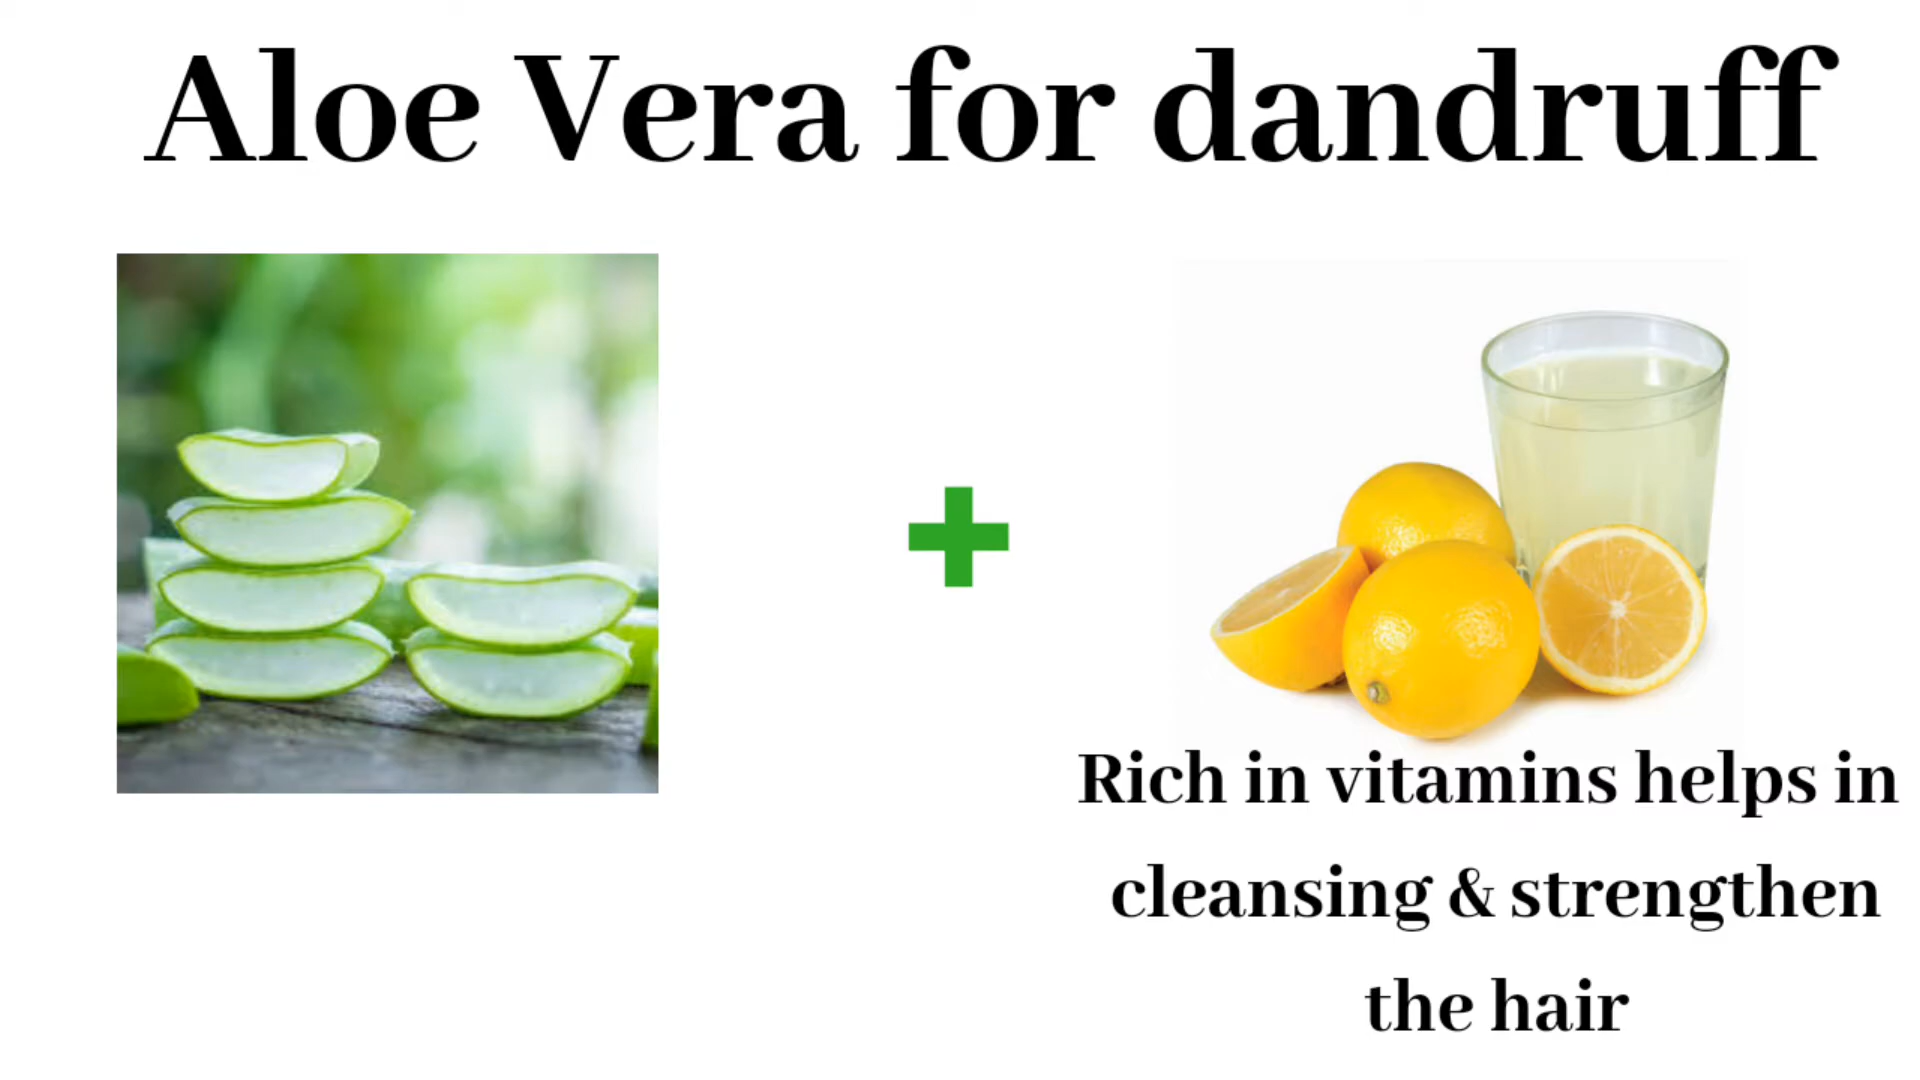 Aloe Vera for dandruff
Rich in vitamins helps in
cleansing & strengthen
the hair